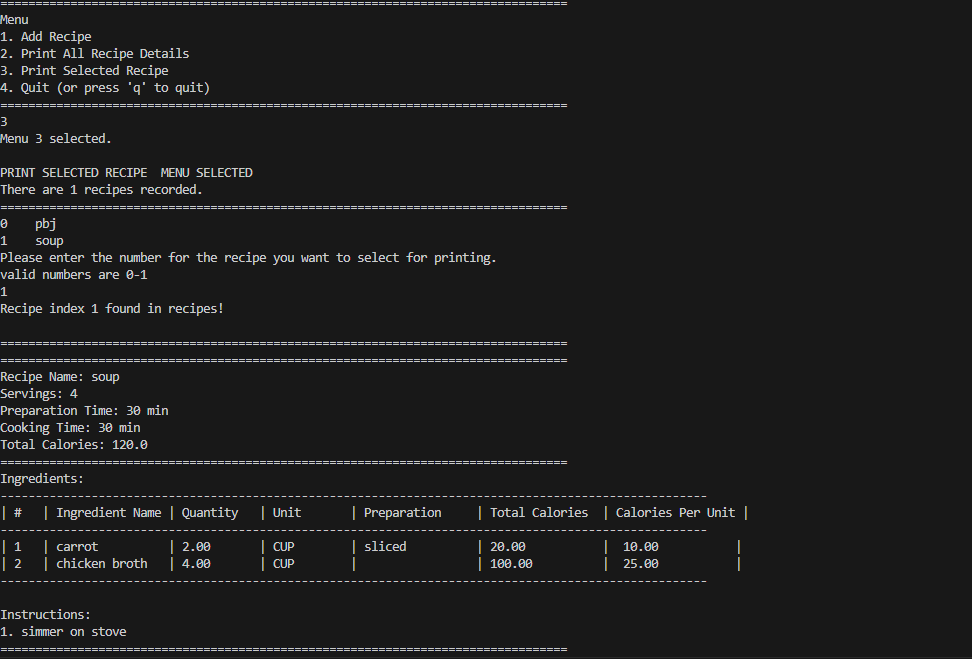 =================================================================================
Menu
1. Add Recipe
2. Print All Recipe Details
3. Print Selected Recipe
4. Quit (or press 'q' to quit)
=================================================================================
3
Menu 3 selected.

PRINT SELECTED RECIPE  MENU SELECTED
There are 1 recipes recorded.
=================================================================================
0    pbj
1    soup
Please enter the number for the recipe you want to select for printing.
valid numbers are 0-1
1
Recipe index 1 found in recipes!

=================================================================================
=================================================================================
Recipe Name: soup
Servings: 4
Preparation Time: 30 min
Cooking Time: 30 min
Total Calories: 120.0
=================================================================================
Ingredients:
-----------------------------------------------------------------------------------------------------
| #   | Ingredient Name | Quantity   | Unit       | Preparation     | Total Calories  | Calories Per Unit |
-----------------------------------------------------------------------------------------------------
| 1   | carrot          | 2.00       | CUP        | sliced          | 20.00           |  10.00           |
| 2   | chicken broth   | 4.00       | CUP        |                 | 100.00          |  25.00           |
-----------------------------------------------------------------------------------------------------

Instructions:
1. simmer on stove
=================================================================================